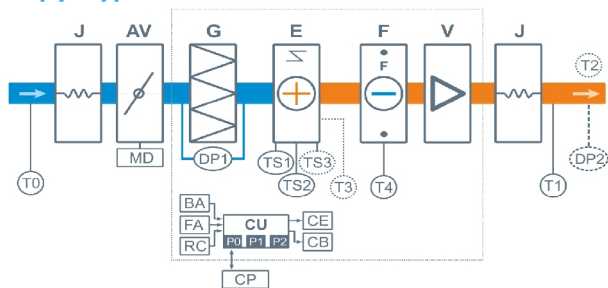 J AV G E F V J
F
T2
MD
DP1
TS1 TS3
TS2
T0
T3
T4
T1
DP2
BA
FA
RC
CU
P0 P1 P2
CE
CB
CP